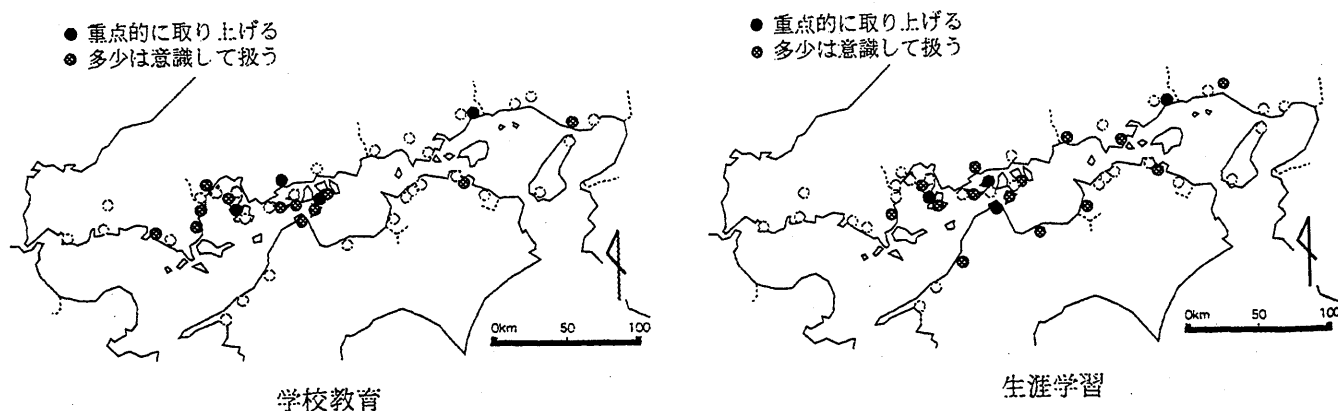 ● 重点的に取り上げる
多少は意識して扱う
0km 50 100
学校教育
● 重点的に取り上げる
多少は意識して扱う
0km 50 100
生涯学習